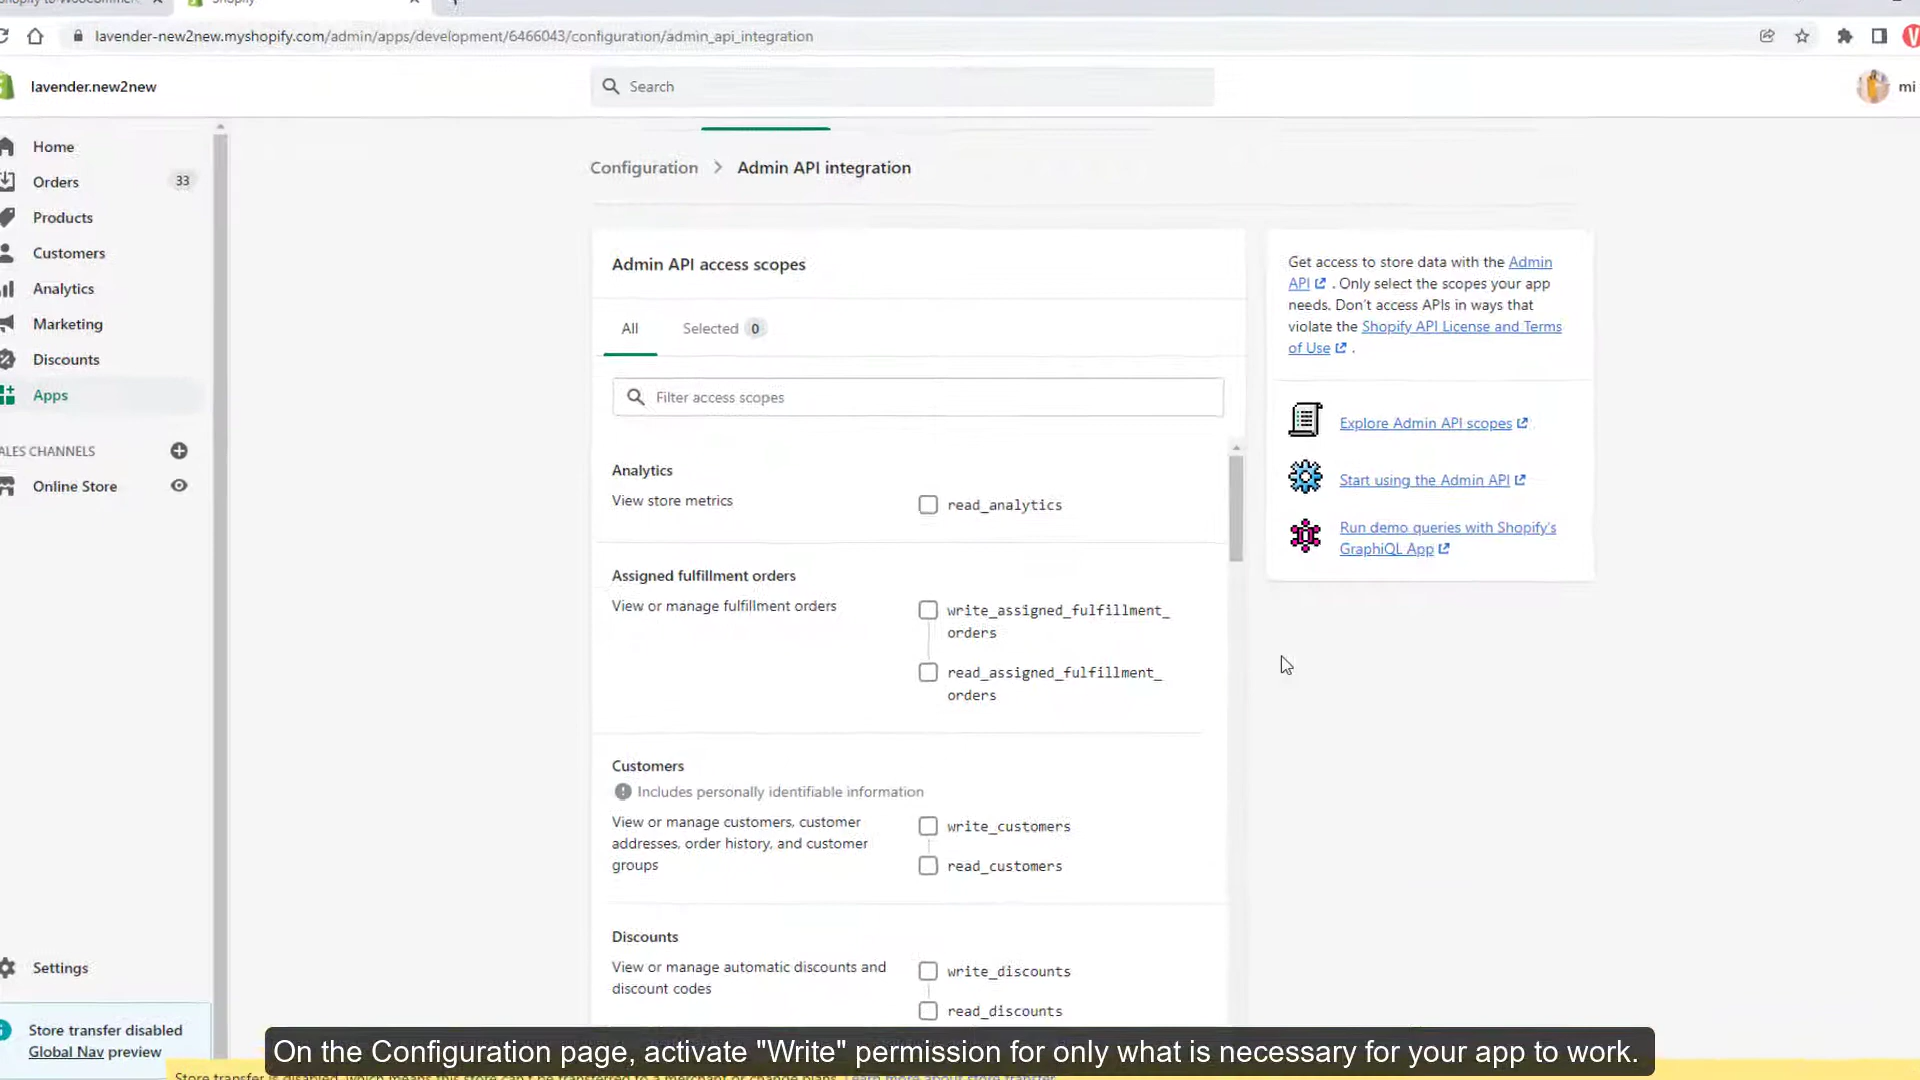 Shopify
lavender-new2new.myshopify.com/admin/apps/development/6466043/configuration/admin_api_integration
lavender.new2new
Search
mi
Home
Orders
33
Products
Customers
Analytics
Marketing
Discounts
Apps
ALES CHANNELS
Online Store
Settings
Store transfer disabled
Global Nav preview
Configuration
Admin API integration
Admin API access scopes
All
Selected 0
Filter access scopes
Analytics
View store metrics
read_analytics
Assigned fulfillment orders
View or manage fulfillment orders
write_assigned_fulfillment_
orders
read_assigned_fulfillment_
orders
Customers
Includes personally identifiable information
View or manage customers, customer
addresses, order history, and customer
groups
write_customers
read_customers
Discounts
View or manage automatic discounts and
discount codes
write_discounts
read_discounts
Get access to store data with the Admin
API . Only select the scopes your app
needs. Don't access APIs in ways that
violate the Shopify API License and Terms
of Use .
Explore Admin API scopes
Start using the Admin API
Run demo queries with Shopify's
GraphiQL App
On the Configuration page, activate "Write" permission for only what is necessary for your app to work.